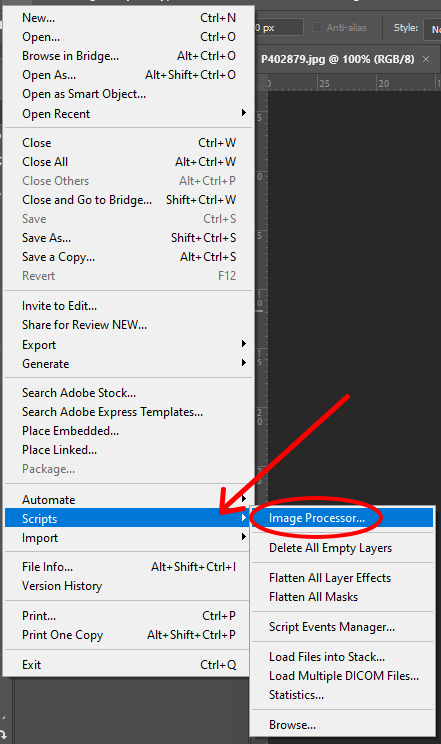 New... Ctrl+N
Open... Ctrl+O
Browse in Bridge... Alt+Ctrl+O
Open As... Alt+Shift+Ctrl+O
Open as Smart Object...
Open Recent
Close Ctrl+W
Close All Alt+Ctrl+W
Close Others Alt+Ctrl+P
Close and Go to Bridge... Shift+Ctrl+W
Save Ctrl+S
Save As... Shift+Ctrl+S
Save a Copy... Alt+Ctrl+S
Revert F12
Invite to Edit...
Share for Review NEW...
Export
Generate
Search Adobe Stock...
Search Adobe Express Templates...
Place Embedded...
Place Linked...
Package...
Automate
Scripts
Import
File Info... Alt+Shift+Ctrl+I
Version History
Print... Ctrl+P
Print One Copy Alt+Shift+Ctrl+P
Exit Ctrl+Q
0 px Anti-alias Style:
P402879.jpg @ 100% (RGB/8) ×
25 20
Image Processor...
Delete All Empty Layers
Flatten All Layer Effects
Flatten All Masks
Script Events Manager...
Load Files into Stack...
Load Multiple DICOM Files...
Statistics...
Browse...